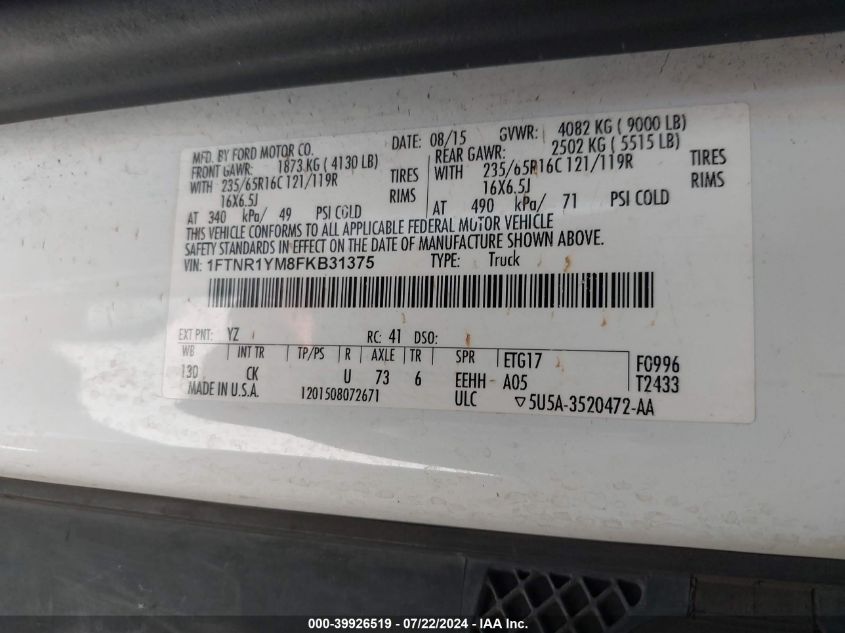 MFD. BY FORD MOTOR CO. DATE: 08/15 GVWR: 4082 KG ( 9000 LB)
FRONT GAWR: 1873 KG ( 4130 LB) REAR GAWR: 2502 KG ( 5515 LB)
WITH 235/65R16C 121/119R TIRES WITH 235/65R16C 121/119R TIRES
16X6.5J RIMS 16X6.5J RIMS
AT 340 kPa/ 49 PSI COLD AT 490 kPa/ 71 PSI COLD
THIS VEHICLE CONFORMS TO ALL APPLICABLE FEDERAL MOTOR VEHICLE
SAFETY STANDARDS IN EFFECT ON THE DATE OF MANUFACTURE SHOWN ABOVE.
VIN: 1FTNR1YM8FKB31375 TYPE: Truck
EXT PNT: YZ RC: 41 DSO:
WB INT TR TP/PS R AXLE TR SPR ETG17 F0996
130 CK U 73 6 EEHH A05 T2433
MADE IN U.S.A. 1201508072671 ULC ▽5U5A-3520472-AA
000-39926519 / 07/22/2024 - IAA Inc.